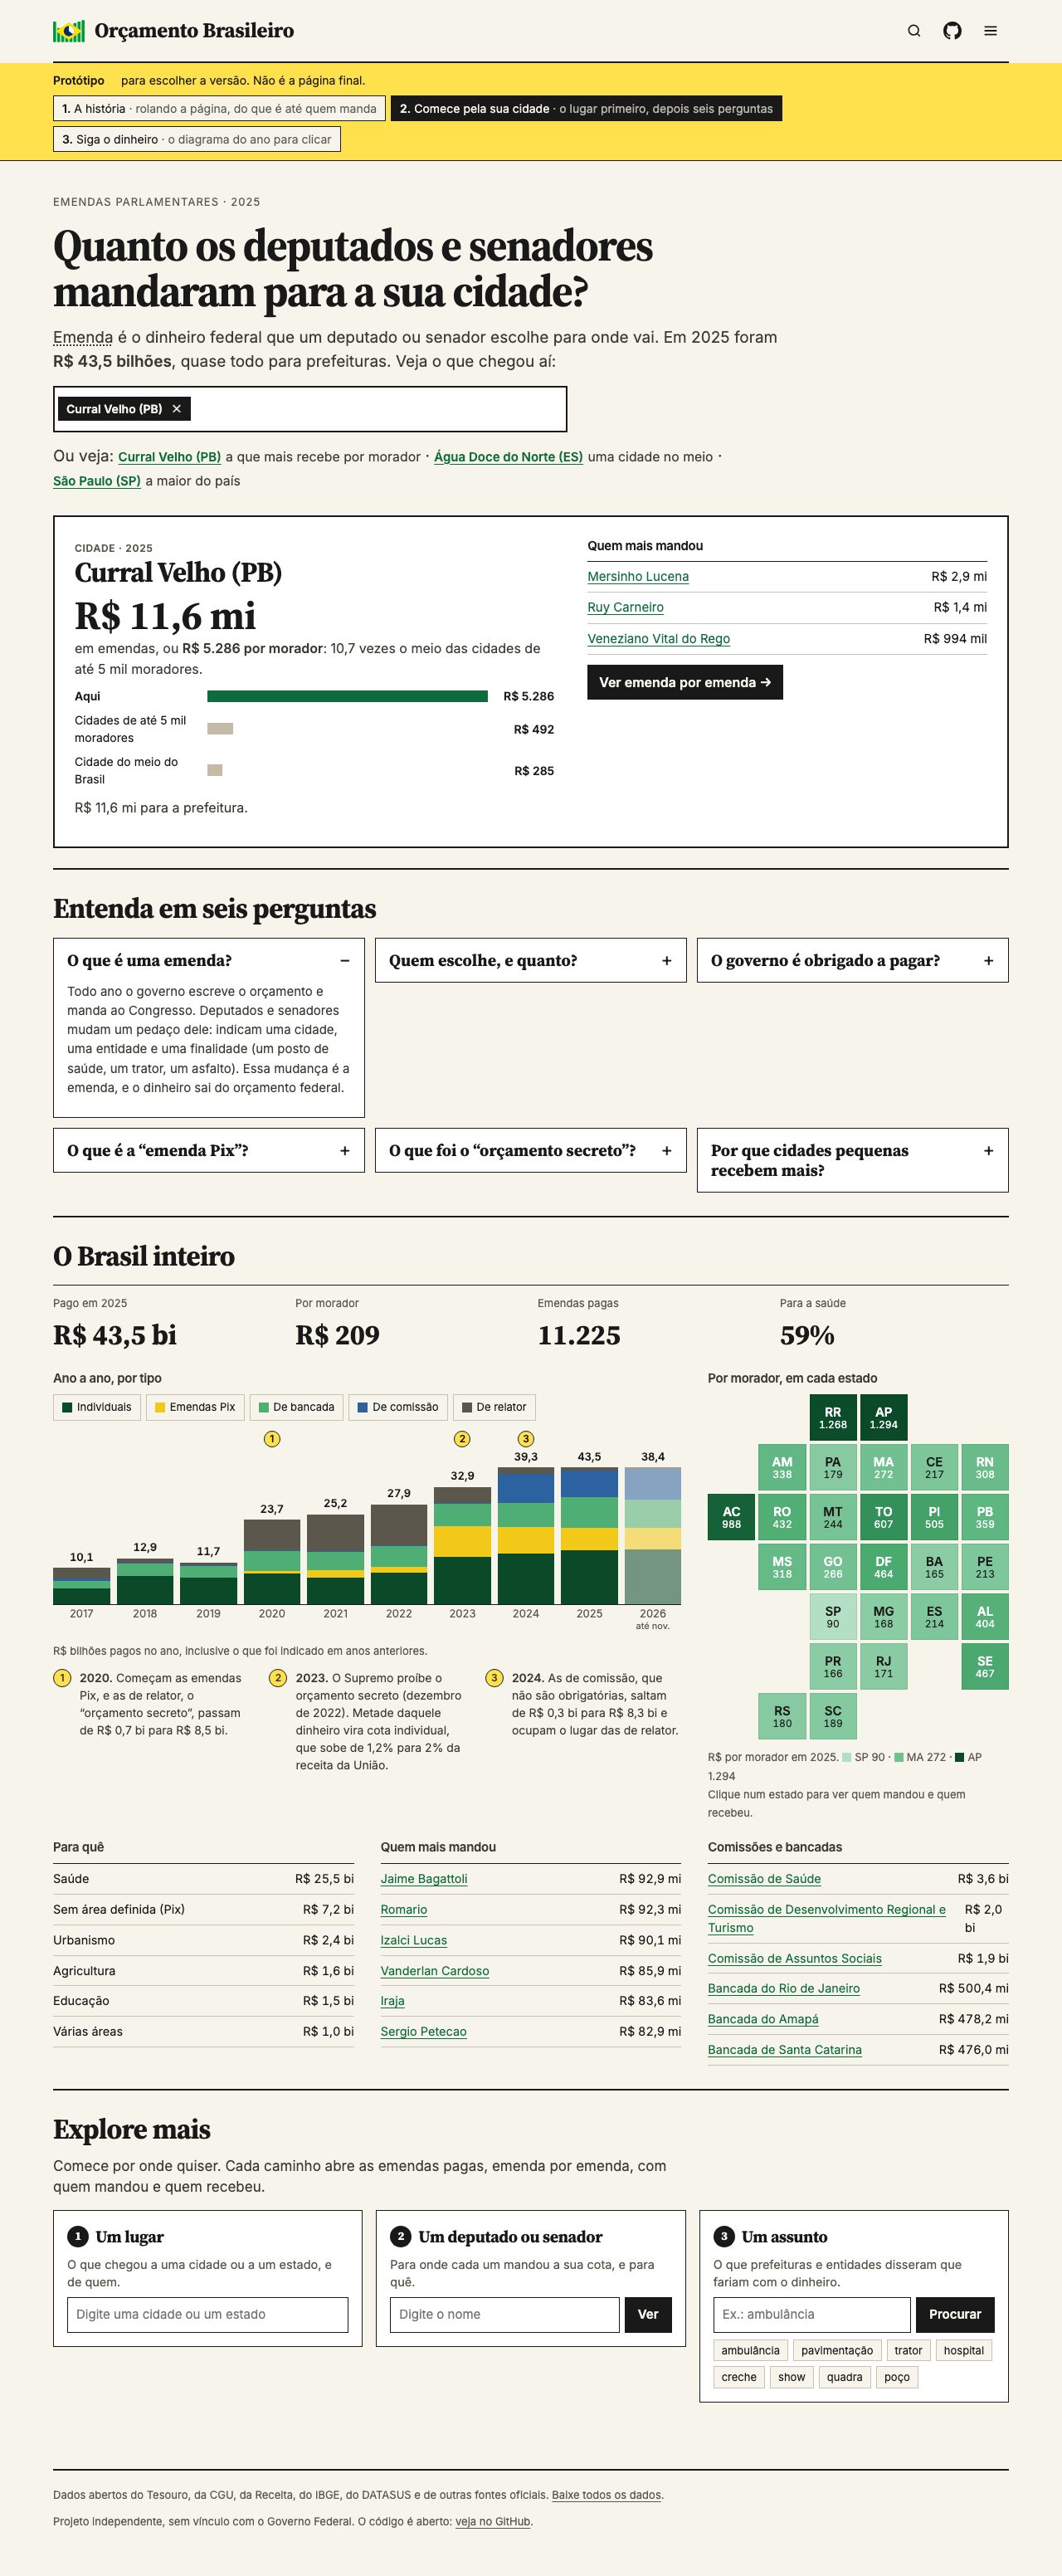 Orçamento Brasileiro
Protótipo para escolher a versão. Não é a página final.
1. A história · rolando a página, do que é até quem manda
2. Comece pela sua cidade · o lugar primeiro, depois seis perguntas
3. Siga o dinheiro · o diagrama do ano para clicar
EMENDAS PARLAMENTARES · 2025
Quanto os deputados e senadores
mandaram para a sua cidade?
Emenda é o dinheiro federal que um deputado ou senador escolhe para onde vai. Em 2025 foram
R$ 43,5 bilhões, quase todo para prefeituras. Veja o que chegou aí:
Curral Velho (PB) ✕
Ou veja: Curral Velho (PB) a que mais recebe por morador · Água Doce do Norte (ES) uma cidade no meio ·
São Paulo (SP) a maior do país
CIDADE · 2025
Curral Velho (PB)
R$ 11,6 mi
em emendas, ou R$ 5.286 por morador: 10,7 vezes o meio das cidades de
até 5 mil moradores.
Aqui R$ 5.286
Cidades de até 5 mil
moradores
R$ 492
Cidade do meio do
Brasil
R$ 285
R$ 11,6 mi para a prefeitura.
Quem mais mandou
Mersinho Lucena R$ 2,9 mi
Ruy Carneiro R$ 1,4 mi
Veneziano Vital do Rego R$ 994 mil
Ver emenda por emenda →
Entenda em seis perguntas
O que é uma emenda? −
Todo ano o governo escreve o orçamento e
manda ao Congresso. Deputados e senadores
mudam um pedaço dele: indicam uma cidade,
uma entidade e uma finalidade (um posto de
saúde, um trator, um asfalto). Essa mudança é a
emenda, e o dinheiro sai do orçamento federal.
Quem escolhe, e quanto? +
O governo é obrigado a pagar? +
O que é a “emenda Pix”? +
O que foi o “orçamento secreto”? +
Por que cidades pequenas
recebem mais?
+
O Brasil inteiro
Pago em 2025
R$ 43,5 bi
Por morador
R$ 209
Emendas pagas
11.225
Para a saúde
59%
Ano a ano, por tipo
Individuais
Emendas Pix
De bancada
De comissão
De relator
1
2
3
10,1
12,9
11,7
23,7
25,2
27,9
32,9
39,3
43,5
38,4
2017
2018
2019
2020
2021
2022
2023
2024
2025
2026
até nov.
R$ bilhões pagos no ano, inclusive o que foi indicado em anos anteriores.
1 2020. Começam as emendas
Pix, e as de relator, o
“orçamento secreto”, passam
de R$ 0,7 bi para R$ 8,5 bi.
2 2023. O Supremo proíbe o
orçamento secreto (dezembro
de 2022). Metade daquele
dinheiro vira cota individual,
que sobe de 1,2% para 2% da
receita da União.
3 2024. As de comissão, que
não são obrigatórias, saltam
de R$ 0,3 bi para R$ 8,3 bi e
ocupam o lugar das de relator.
Por morador, em cada estado
RR
1.268
AP
1.294
AM
338
PA
179
MA
272
CE
217
RN
308
AC
988
RO
432
MT
244
TO
607
PI
505
PB
359
MS
318
GO
266
DF
464
BA
165
PE
213
SP
90
MG
168
ES
214
AL
404
PR
166
RJ
171
SE
467
RS
180
SC
189
R$ por morador em 2025. SP 90 · MA 272 · AP
1.294
Clique num estado para ver quem mandou e quem
recebeu.
Para quê
Saúde R$ 25,5 bi
Sem área definida (Pix) R$ 7,2 bi
Urbanismo R$ 2,4 bi
Agricultura R$ 1,6 bi
Educação R$ 1,5 bi
Várias áreas R$ 1,0 bi
Quem mais mandou
Jaime Bagattoli R$ 92,9 mi
Romario R$ 92,3 mi
Izalci Lucas R$ 90,1 mi
Vanderlan Cardoso R$ 85,9 mi
Iraja R$ 83,6 mi
Sergio Petecao R$ 82,9 mi
Comissões e bancadas
Comissão de Saúde R$ 3,6 bi
Comissão de Desenvolvimento Regional e
Turismo
R$ 2,0
bi
Comissão de Assuntos Sociais R$ 1,9 bi
Bancada do Rio de Janeiro R$ 500,4 mi
Bancada do Amapá R$ 478,2 mi
Bancada de Santa Catarina R$ 476,0 mi
Explore mais
Comece por onde quiser. Cada caminho abre as emendas pagas, emenda por emenda, com
quem mandou e quem recebeu.
1 Um lugar
O que chegou a uma cidade ou a um estado, e
de quem.
Digite uma cidade ou um estado
2 Um deputado ou senador
Para onde cada um mandou a sua cota, e para
quê.
Digite o nome
Ver
3 Um assunto
O que prefeituras e entidades disseram que
fariam com o dinheiro.
Ex.: ambulância
Procurar
ambulância
pavimentação
trator
hospital
creche
show
quadra
poço
Dados abertos do Tesouro, da CGU, da Receita, do IBGE, do DATASUS e de outras fontes oficiais. Baixe todos os dados.
Projeto independente, sem vínculo com o Governo Federal. O código é aberto: veja no GitHub.